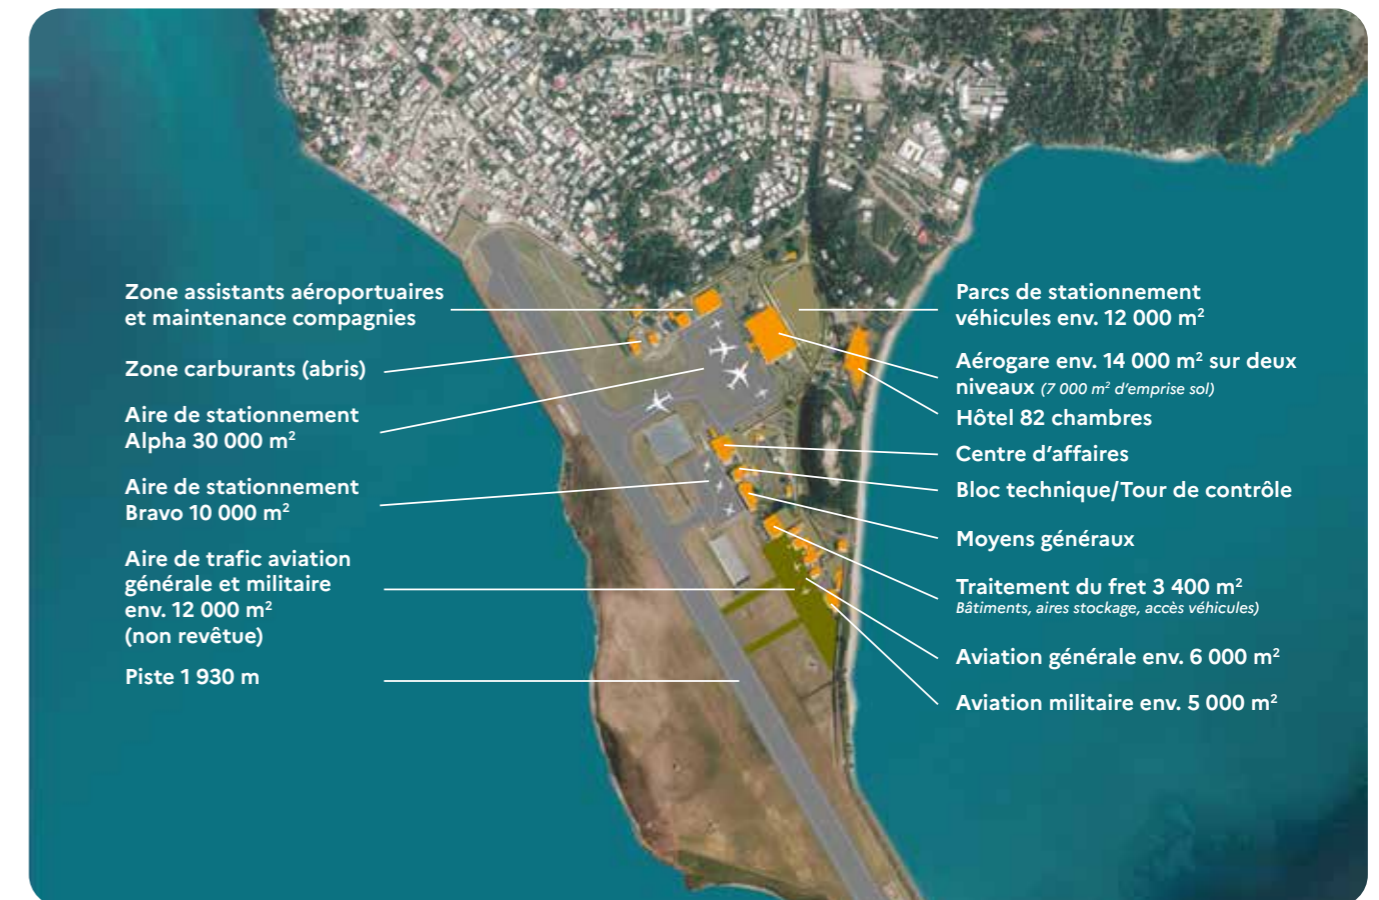 Zone assistants aéroportuaires
et maintenance compagnies
Zone carburants (abris)
Aire de stationnement
Alpha 30 000 m²
Aire de stationnement
Bravo 10 000 m²
Aire de trafic aviation
générale et militaire
env. 12 000 m²
(non revêtue)
Piste 1 930 m
Parcs de stationnement
véhicules env. 12 000 m²
Aérogare env. 14 000 m² sur deux
niveaux (7 000 m² d’emprise sol)
Hôtel 82 chambres
Centre d’affaires
Bloc technique/Tour de contrôle
Moyens généraux
Traitement du fret 3 400 m²
Bâtiments, aires stockage, accès véhicules)
Aviation générale env. 6 000 m²
Aviation militaire env. 5 000 m²